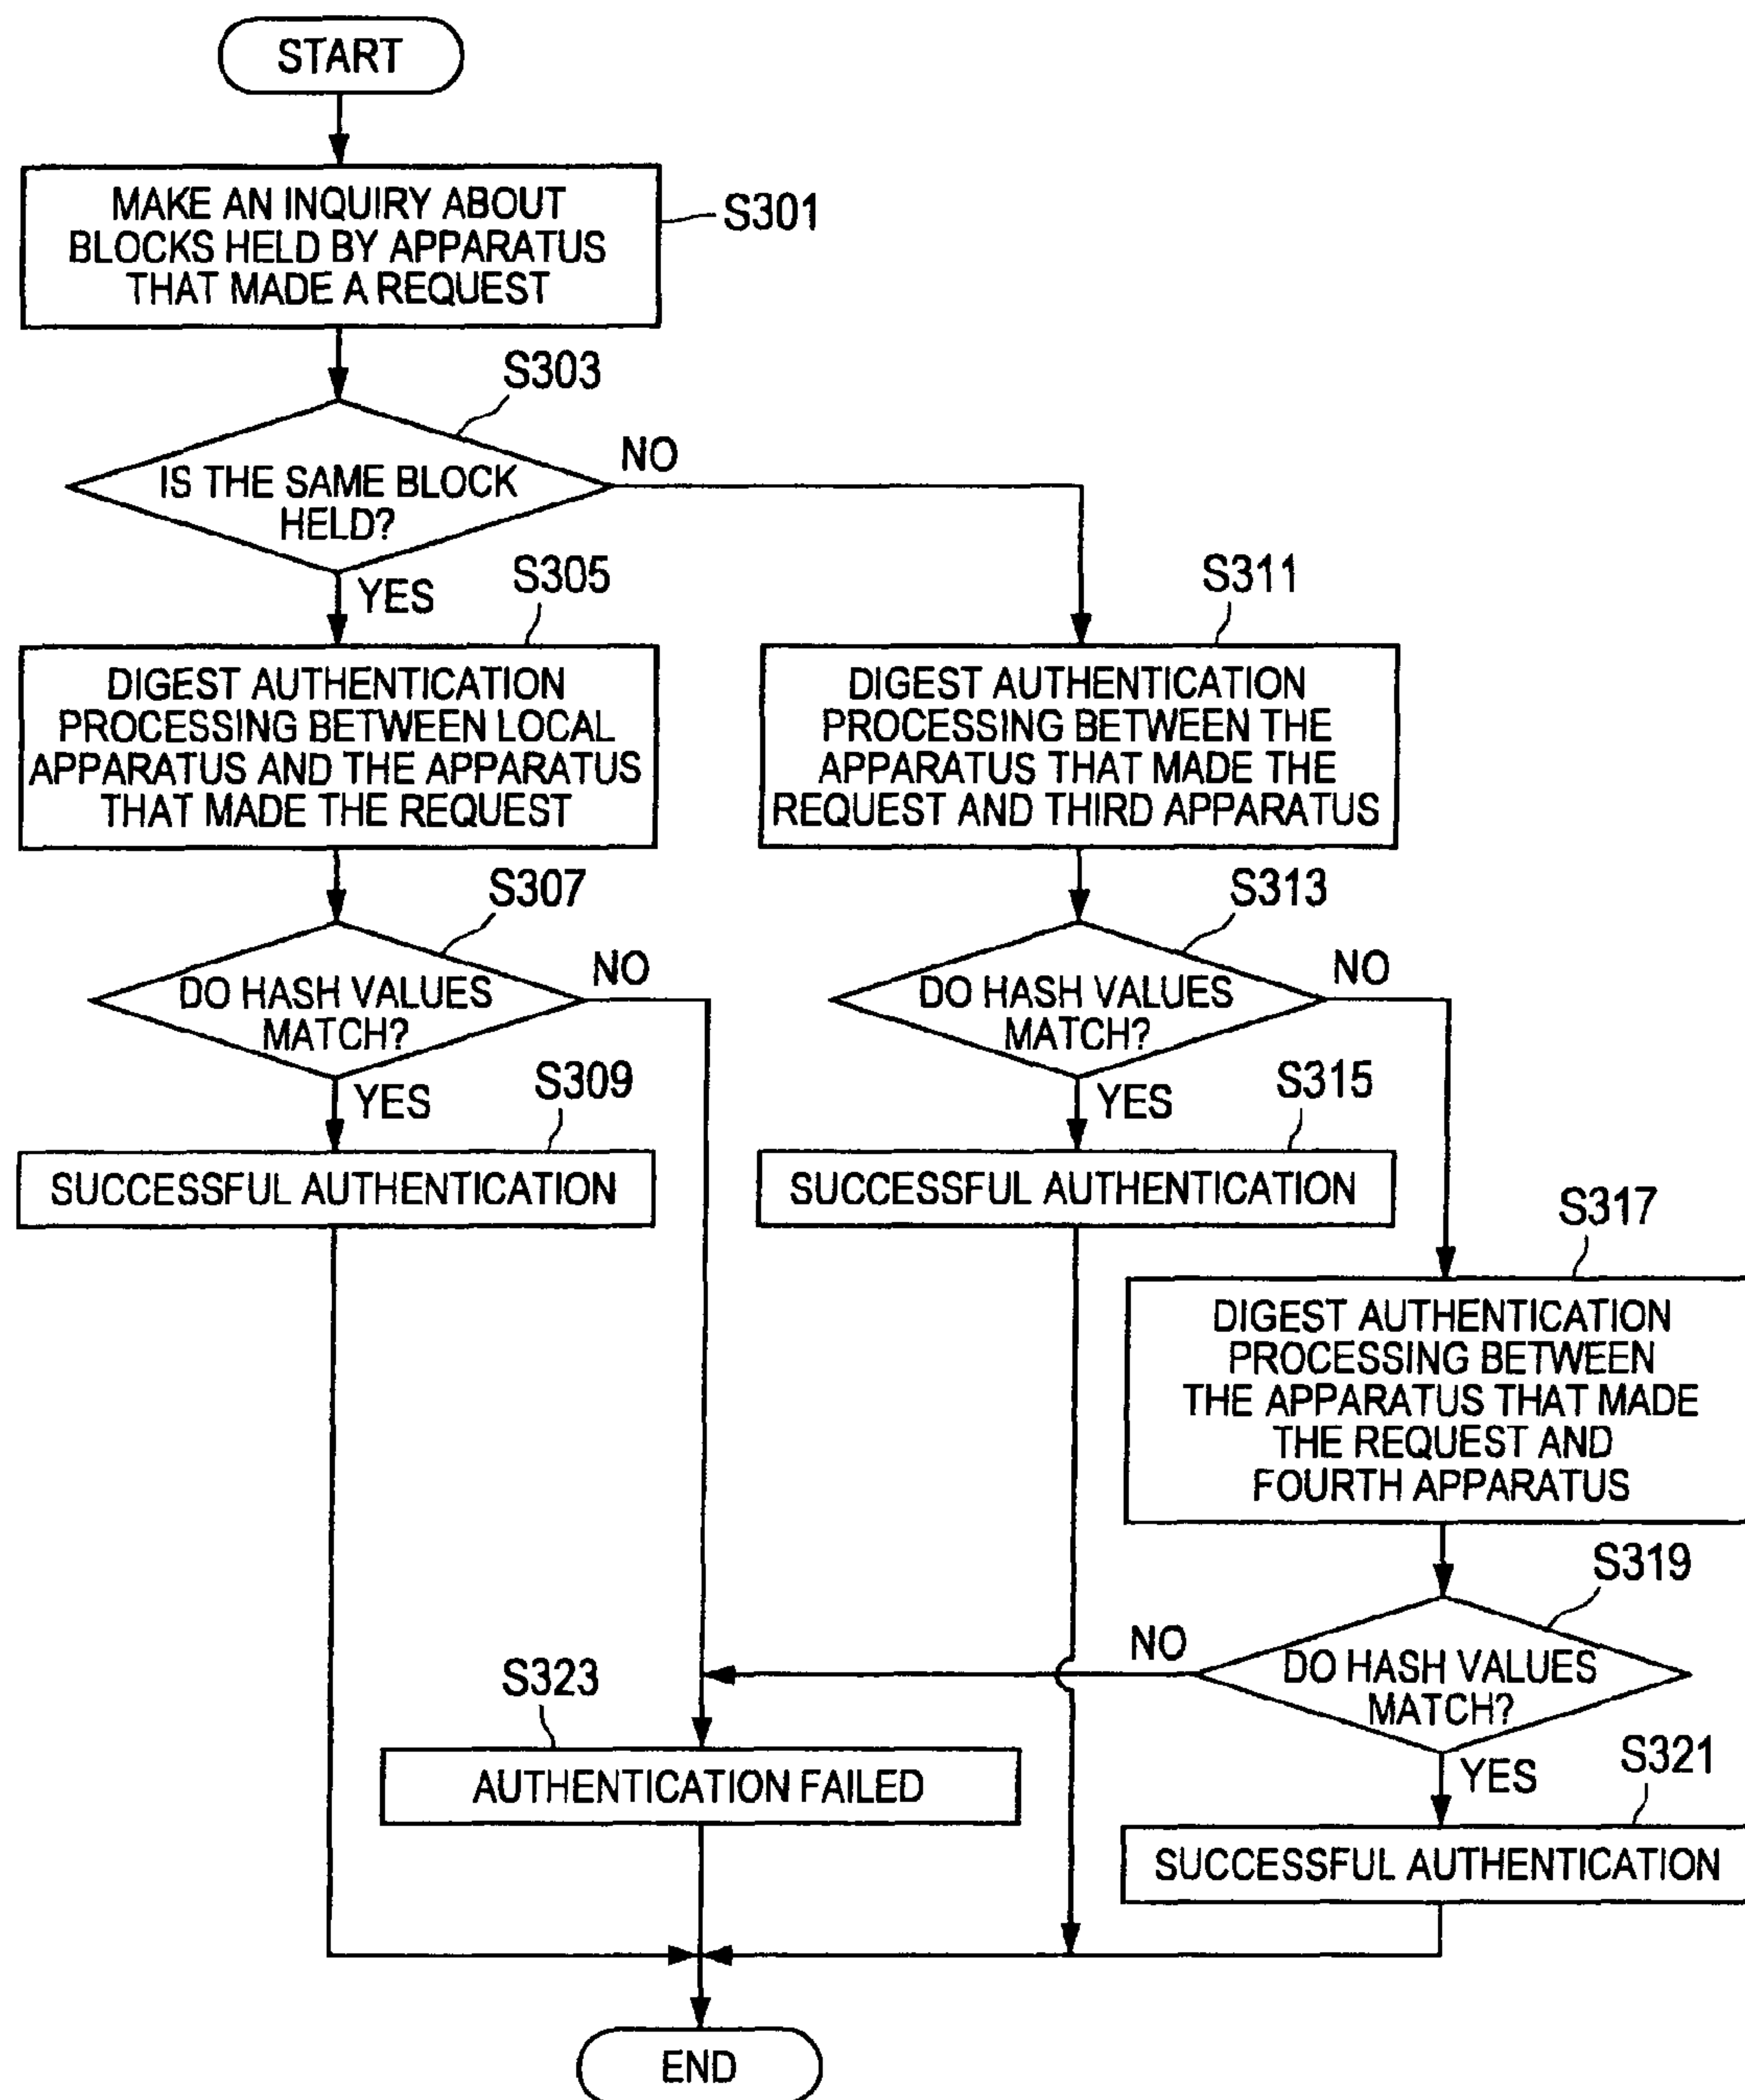 START
MAKE AN INQUIRY ABOUT
BLOCKS HELD BY APPARATUS
THAT MADE A REQUEST
S301
S303
IS THE SAME BLOCK
HELD?
NO
YES
S305
DIGEST AUTHENTICATION
PROCESSING BETWEEN LOCAL
APPARATUS AND THE APPARATUS
THAT MADE THE REQUEST
S311
DIGEST AUTHENTICATION
PROCESSING BETWEEN THE
APPARATUS THAT MADE THE
REQUEST AND THIRD APPARATUS
S307
DO HASH VALUES
MATCH?
NO
YES
S313
DO HASH VALUES
MATCH?
NO
YES
S309
SUCCESSFUL AUTHENTICATION
S315
SUCCESSFUL AUTHENTICATION
S317
DIGEST AUTHENTICATION
PROCESSING BETWEEN
THE APPARATUS THAT MADE
THE REQUEST AND
FOURTH APPARATUS
S319
DO HASH VALUES
MATCH?
NO
YES
S323
AUTHENTICATION FAILED
S321
SUCCESSFUL AUTHENTICATION
END